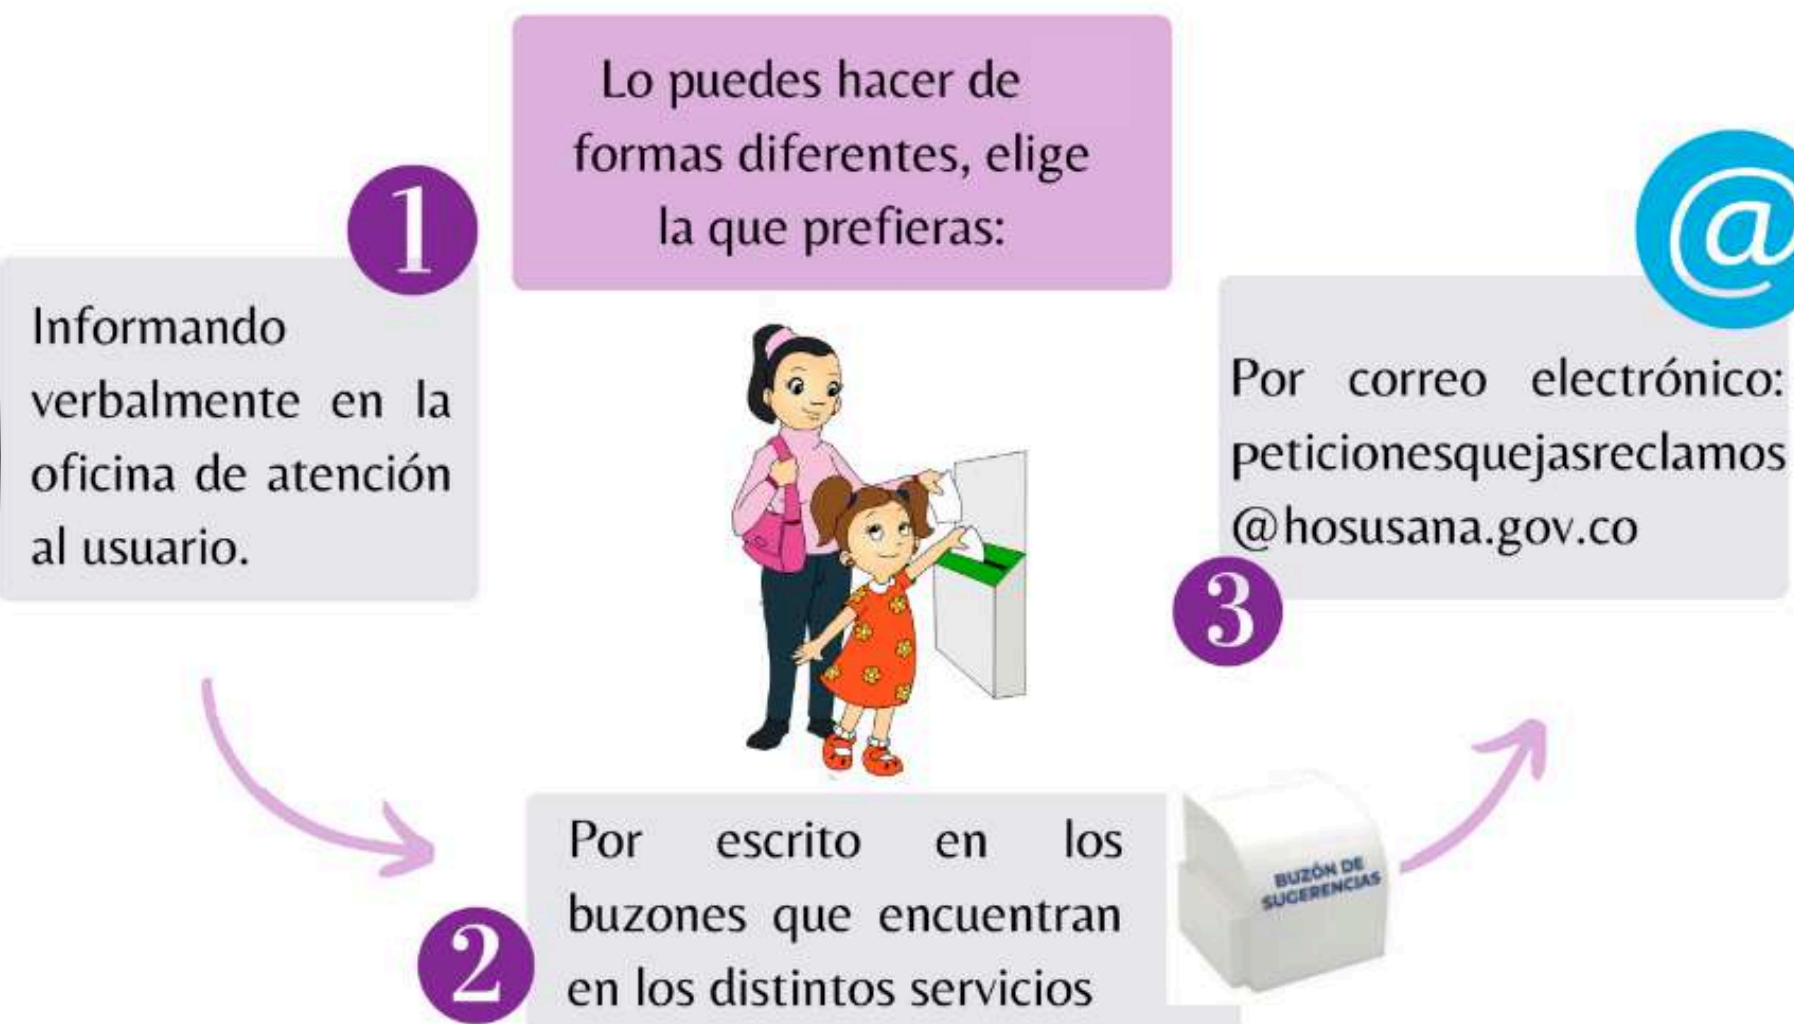 Lo puedes hacer de
formas diferentes, elige
la que prefieras:
1
Informando
verbalmente en la
oficina de atención
al usuario.
2
Por escrito en los
buzones que encuentran
en los distintos servicios
BUZÓN DE
SUGERENCIAS
@
Por correo electrónico:
peticionesquejasreclamos
@hosusana.gov.co
3